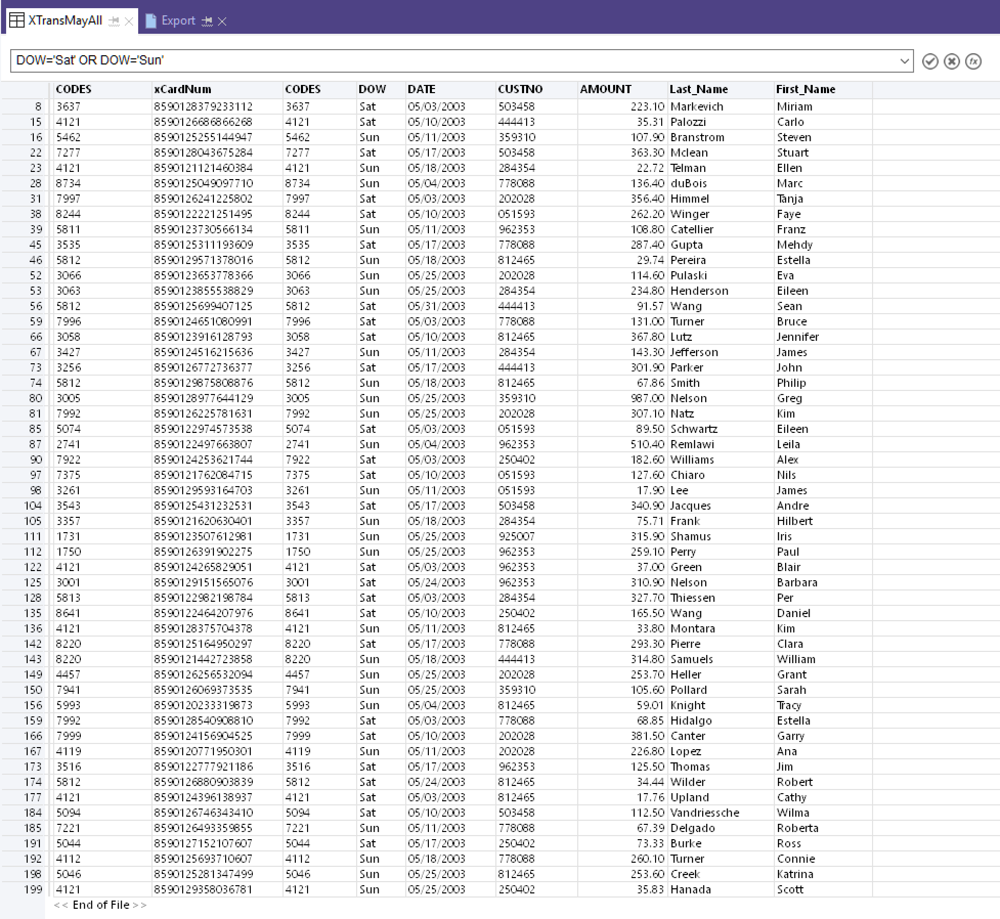 XTransMayAll Export
DOW='Sat' OR DOW='Sun'
fx
CODES xCardNum CODES DOW DATE CUSTNO AMOUNT Last_Name First_Name
8 3637 8590128379233112 3637 Sat 05/03/2003 503458 223.10 Markevich Miriam
15 4121 8590126686866268 4121 Sat 05/10/2003 444413 35.31 Palozzi Carlo
16 5462 8590125255144947 5462 Sun 05/11/2003 359310 107.90 Branstrom Steven
22 7277 8590128043675284 7277 Sat 05/17/2003 503458 363.30 Mclean Stuart
23 4121 8590121121460384 4121 Sun 05/18/2003 284354 22.72 Telman Ellen
28 8734 8590125049097710 8734 Sun 05/04/2003 778088 136.40 duBois Marc
31 7997 8590126241225802 7997 Sat 05/03/2003 202028 356.40 Himmel Tanja
38 8244 8590122221251495 8244 Sat 05/10/2003 051593 262.20 Winger Faye
39 5811 8590123730566134 5811 Sun 05/11/2003 962353 108.80 Catellier Franz
45 3535 8590125311193609 3535 Sat 05/17/2003 778088 287.40 Gupta Mehdy
46 5812 8590129571378016 5812 Sun 05/18/2003 812465 29.74 Pereira Estella
52 3066 8590123653778366 3066 Sun 05/25/2003 202028 114.60 Pulaski Eva
53 3063 8590123855538829 3063 Sun 05/25/2003 284354 234.80 Henderson Eileen
56 5812 8590125699407125 5812 Sat 05/31/2003 444413 91.57 Wang Sean
59 7996 8590124651080991 7996 Sat 05/03/2003 778088 131.00 Turner Bruce
66 3058 8590123916128793 3058 Sat 05/10/2003 812465 367.80 Lutz Jennifer
67 3427 8590124516215636 3427 Sun 05/11/2003 284354 143.30 Jefferson James
73 3256 8590126772736377 3256 Sat 05/17/2003 444413 301.90 Parker John
74 5812 8590129875808876 5812 Sun 05/18/2003 812465 67.86 Smith Philip
80 3005 8590128977644129 3005 Sun 05/25/2003 359310 987.00 Nelson Greg
81 7992 8590126225781631 7992 Sun 05/25/2003 202028 307.10 Natz Kim
85 5074 8590122974573538 5074 Sat 05/03/2003 051593 89.50 Schwartz Eileen
87 2741 8590122497663807 2741 Sun 05/04/2003 962353 510.40 Remlawi Leila
90 7922 8590124253621744 7922 Sat 05/03/2003 250402 182.60 Williams Alex
97 7375 8590121762084715 7375 Sat 05/10/2003 051593 127.60 Chiaro Nils
98 3261 8590129593164703 3261 Sun 05/11/2003 051593 17.90 Lee James
104 3543 8590125431232531 3543 Sat 05/17/2003 503458 340.90 Jacques Andre
105 3357 8590121620630401 3357 Sun 05/18/2003 284354 75.71 Frank Hilbert
111 1731 8590123507612981 1731 Sun 05/25/2003 925007 315.90 Shamus Iris
112 1750 8590126391902275 1750 Sun 05/25/2003 962353 259.10 Perry Paul
122 4121 8590124265829051 4121 Sat 05/03/2003 962353 37.00 Green Blair
125 3001 8590129151565076 3001 Sat 05/24/2003 962353 310.90 Nelson Barbara
128 5813 8590122982198784 5813 Sat 05/03/2003 284354 327.70 Thiessen Per
135 8641 8590122464207976 8641 Sat 05/10/2003 250402 165.50 Wang Daniel
136 4121 8590128375704378 4121 Sun 05/11/2003 812465 33.80 Montara Kim
142 8220 8590125164950297 8220 Sat 05/17/2003 778088 293.30 Pierre Clara
143 8220 8590121442723858 8220 Sun 05/18/2003 444413 314.80 Samuels William
149 4457 8590126256532094 4457 Sun 05/25/2003 202028 253.70 Heller Grant
150 7941 8590126069373535 7941 Sun 05/25/2003 359310 105.60 Pollard Sarah
156 5993 8590120233319873 5993 Sun 05/04/2003 812465 59.01 Knight Tracy
159 7992 8590128540908810 7992 Sat 05/03/2003 778088 68.85 Hidalgo Estella
166 7999 8590124156904525 7999 Sat 05/10/2003 202028 381.50 Canter Garry
167 4119 8590120771950301 4119 Sun 05/11/2003 202028 226.80 Lopez Ana
173 3516 8590122777921186 3516 Sat 05/17/2003 962353 125.50 Thomas Jim
174 5812 8590126880903839 5812 Sat 05/24/2003 812465 34.44 Wilder Robert
177 4121 8590124396138937 4121 Sat 05/03/2003 812465 17.76 Upland Cathy
184 5094 8590126746343410 5094 Sat 05/10/2003 503458 112.50 Vandriessche Wilma
185 7221 8590126493359855 7221 Sun 05/11/2003 778088 67.39 Delgado Roberta
191 5044 8590127152107607 5044 Sat 05/17/2003 250402 73.33 Burke Ross
192 4112 8590125693710607 4112 Sun 05/18/2003 778088 260.10 Turner Connie
198 5046 8590125281347499 5046 Sun 05/25/2003 812465 253.60 Creek Katrina
199 4121 8590129358036781 4121 Sun 05/25/2003 250402 35.83 Hanada Scott
<< End of File >>